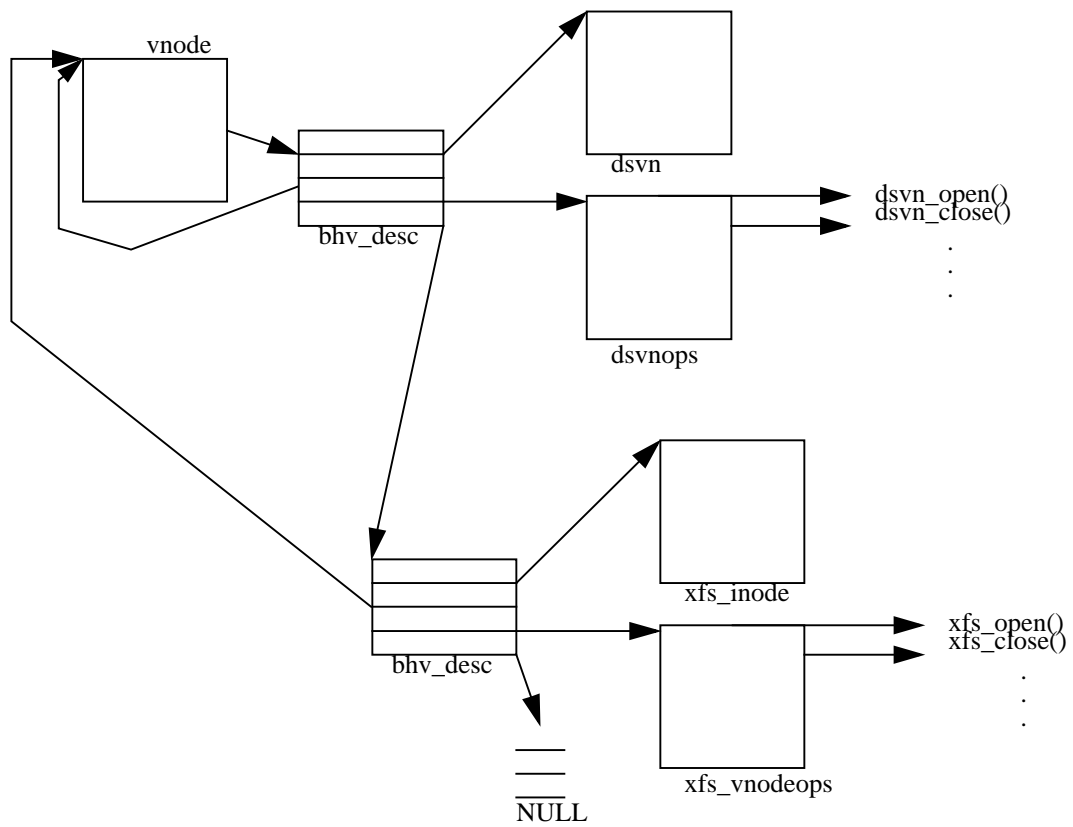 vnode
dsvn
dsvn_open()
dsvn_close()
bhv_desc
.
.
.
dsvnops
xfs_inode
xfs_open()
xfs_close()
bhv_desc
.
.
.
xfs_vnodeops
NULL